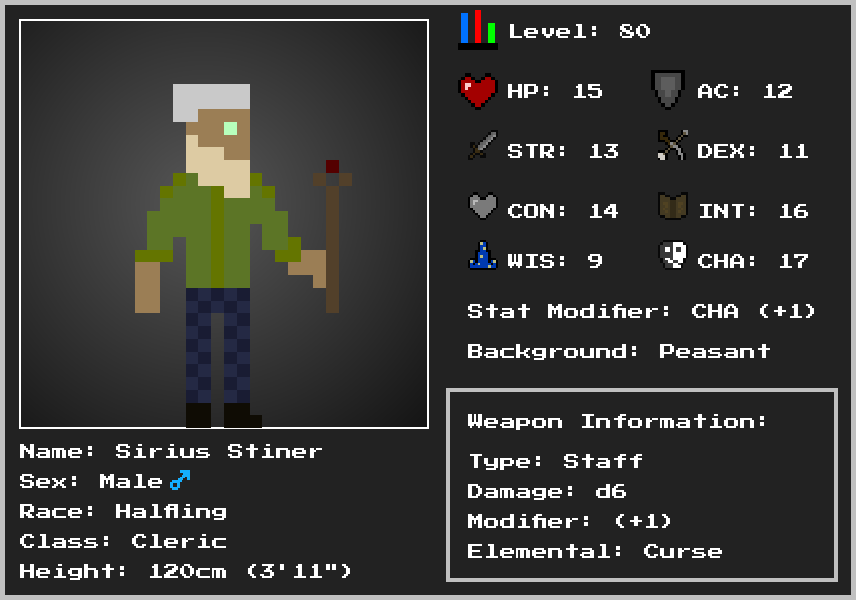 Level: 80
HP: 15 AC: 12
STR: 13 DEX: 11
CON: 14 INT: 16
WIS: 9 CHA: 17
Stat Modifier: CHA (+1)
Background: Peasant
Weapon Information:
Type: Staff
Damage: d6
Modifier: (+1)
Elemental: Curse
Name: Sirius Stiner
Sex: Male♂
Race: Halfling
Class: Cleric
Height: 120cm (3'11")